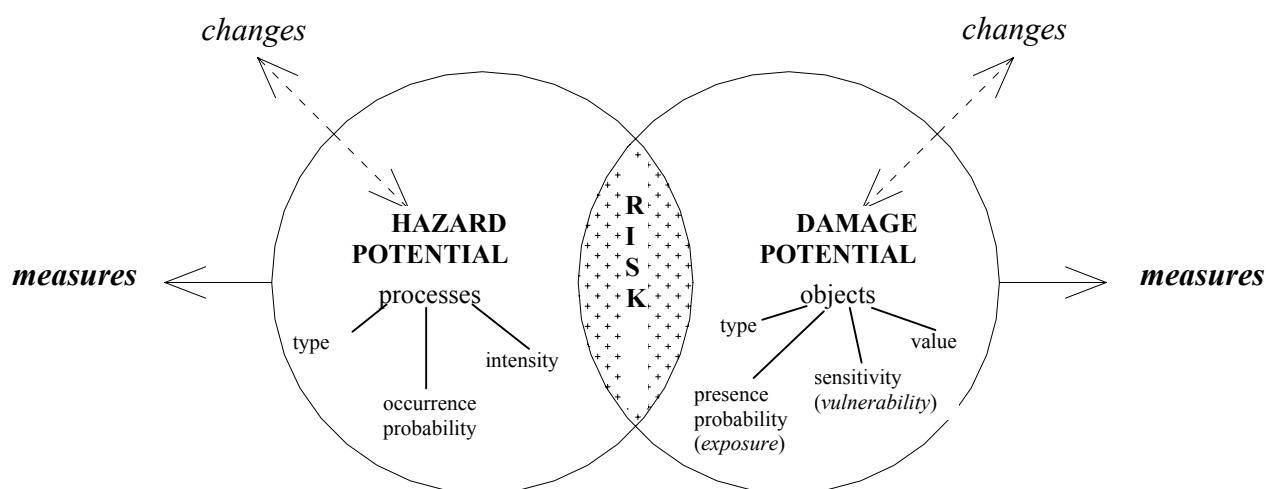 changes
changes
HAZARD
POTENTIAL
processes
type
occurrence
probability
intensity
R
I
S
K
DAMAGE
POTENTIAL
objects
type
presence
probability
(exposure)
sensitivity
(vulnerability)
value
measures
measures